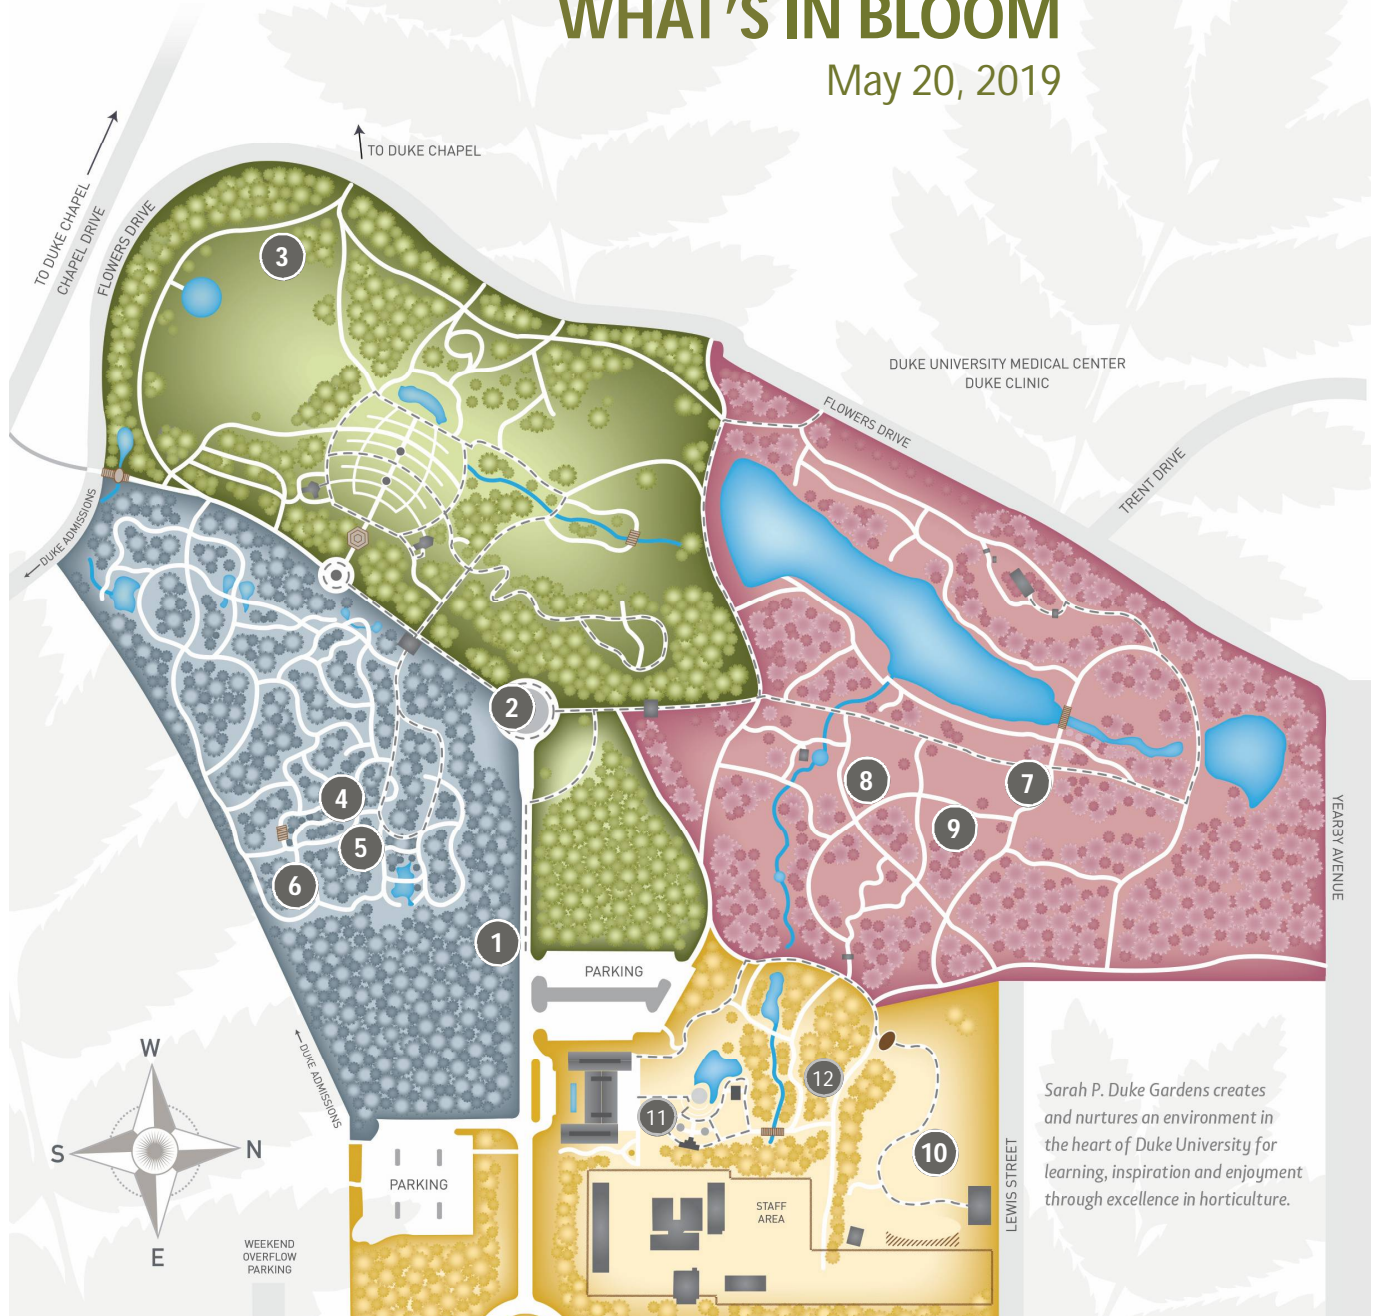 WHAT'S IN BLOOM
May 20, 2019
TO DUKE CHAPEL
TO DUKE CHAPEL
CHAPEL DRIVE
FLOWERS DRIVE
3
DUKE UNIVERSITY MEDICAL CENTER
DUKE CLINIC
FLOWERS DRIVE
TRENT DRIVE
DUKE ADMISSIONS
2
4
5
6
8
7
9
YEARBY AVENUE
1
PARKING
W
S
N
E
DUKE ADMISSIONS
PARKING
WEEKEND
OVERFLOW
PARKING
12
11
10
STAFF
AREA
LEWIS STREET
Sarah P. Duke Gardens creates
and nurtures an environment in
the heart of Duke University for
learning, inspiration and enjoyment
through excellence in horticulture.